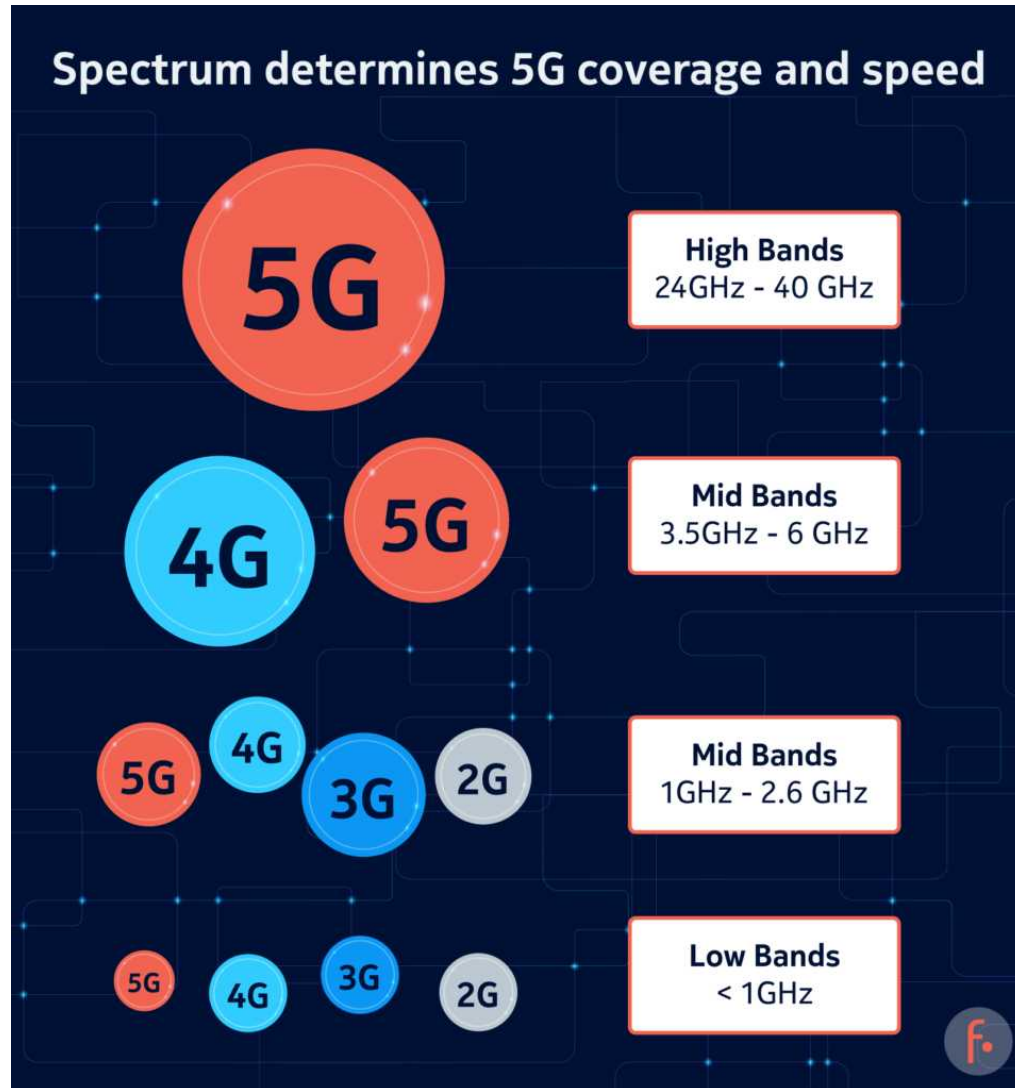 Spectrum determines 5G coverage and speed
5G
High Bands
24GHz - 40 GHz
4G
5G
Mid Bands
3.5GHz - 6 GHz
5G
4G
3G
2G
Mid Bands
1GHz - 2.6 GHz
5G
4G
3G
2G
Low Bands
< 1GHz
f.